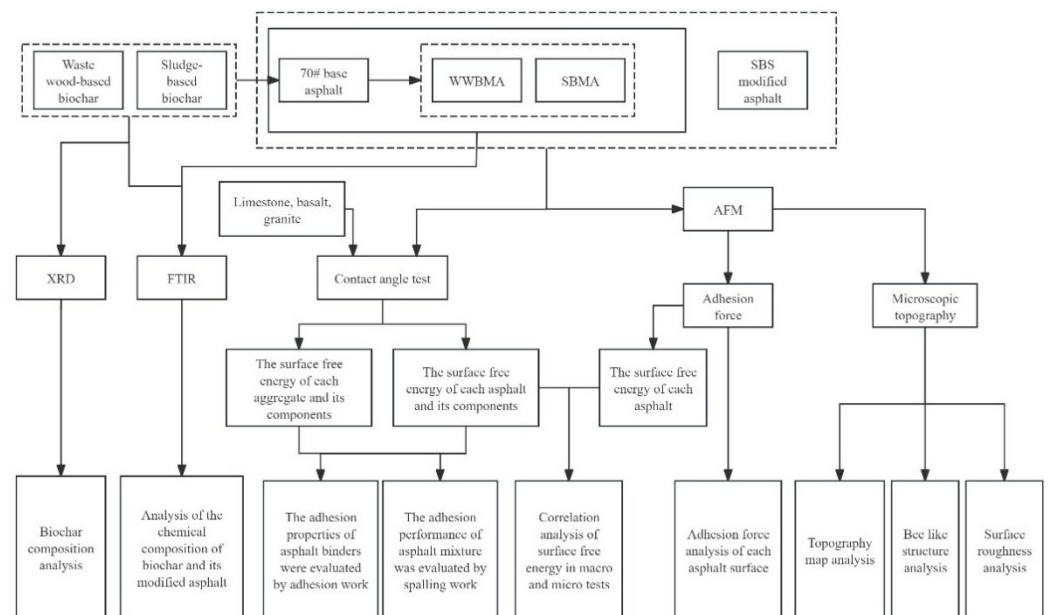 Waste
wood-based
biochar
Sludge-
based
biochar
70# base
asphalt
WWBMA
SBMA
SBS
modified
asphalt
Limestone, basalt,
granite
AFM
XRD
FTIR
Contact angle test
Adhesion
force
Microscopic
topography
The surface free
energy of each
aggregate and its
components
The surface free
energy of each asphalt
and its components
The surface free
energy of each
asphalt
Biochar
composition
analysis
Analysis of the
chemical
composition of
biochar and its
modified asphalt
The adhesion
properties of
asphalt binders
were evaluated
by adhesion work
The adhesion
performance of
asphalt mixture
was evaluated by
spalling work
Correlation
analysis of
surface free
energy in macro
and micro tests
Adhesion force
analysis of each
asphalt surface
Topography
map analysis
Bee like
structure
analysis
Surface
roughness
analysis